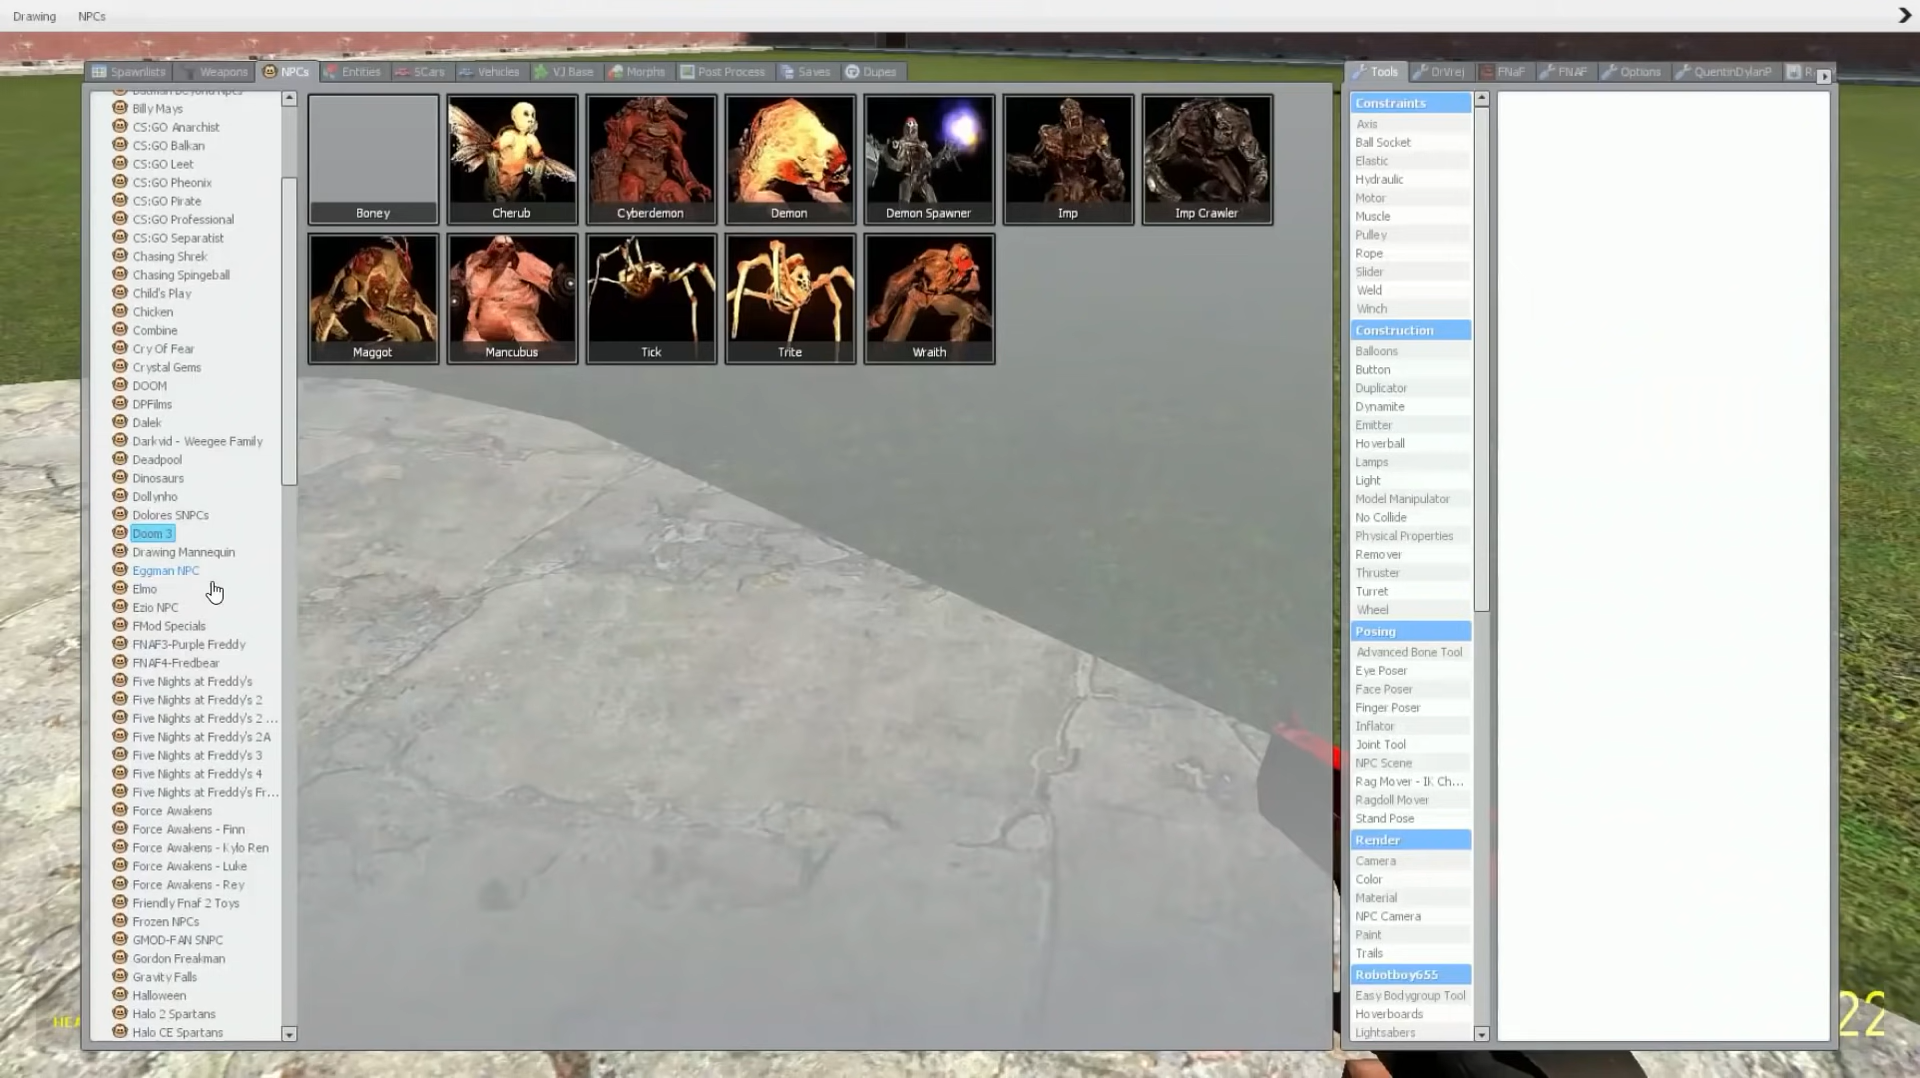 Drawing NPCs
Spawnlists Weapons NPCs Entities SCars Vehicles VJ Base Morphs Post Process Saves Dupes
Billy Mays
CS:GO Anarchist
CS:GO Balkan
CS:GO Leet
CS:GO Pheonix
CS:GO Pirate
CS:GO Professional
CS:GO Separatist
Chasing Shrek
Chasing Spingeball
Child's Play
Chicken
Combine
Cry Of Fear
Crystal Gems
DOOM
DPFilms
Dalek
Darkvid - Weegee Family
Deadpool
Dinosaurs
Dollynho
Dolores SNPCs
Doom 3
Drawing Mannequin
Eggman NPC
Elmo
Ezio NPC
FMod Specials
FNAF3-Purple Freddy
FNAF4-Fredbear
Five Nights at Freddy's
Five Nights at Freddy's 2
Five Nights at Freddy's 2 ...
Five Nights at Freddy's 2A
Five Nights at Freddy's 3
Five Nights at Freddy's 4
Five Nights at Freddy's Fr...
Force Awakens
Force Awakens - Finn
Force Awakens - Kylo Ren
Force Awakens - Luke
Force Awakens - Rey
Friendly Fnaf 2 Toys
Frozen NPCs
GMOD-FAN SNPC
Gordon Freakman
Gravity Falls
Halloween
Halo 2 Spartans
Halo CE Spartans
Boney Cherub Cyberdemon Demon Demon Spawner Imp Imp Crawler
Maggot Mancubus Tick Trite Wraith
Tools DrVrej FNaF FNAF Options QuentinDylanP
Constraints
Axis
Ball Socket
Elastic
Hydraulic
Motor
Muscle
Pulley
Rope
Slider
Weld
Winch
Construction
Balloons
Button
Duplicator
Dynamite
Emitter
Hoverball
Lamps
Light
Model Manipulator
No Collide
Physical Properties
Remover
Thruster
Turret
Wheel
Posing
Advanced Bone Tool
Eye Poser
Face Poser
Finger Poser
Inflator
Joint Tool
NPC Scene
Rag Mover - IK Ch...
Ragdoll Mover
Stand Pose
Render
Camera
Color
Material
NPC Camera
Paint
Trails
Robotboy655
Easy Bodygroup Tool
Hoverboards
Lightsabers
22